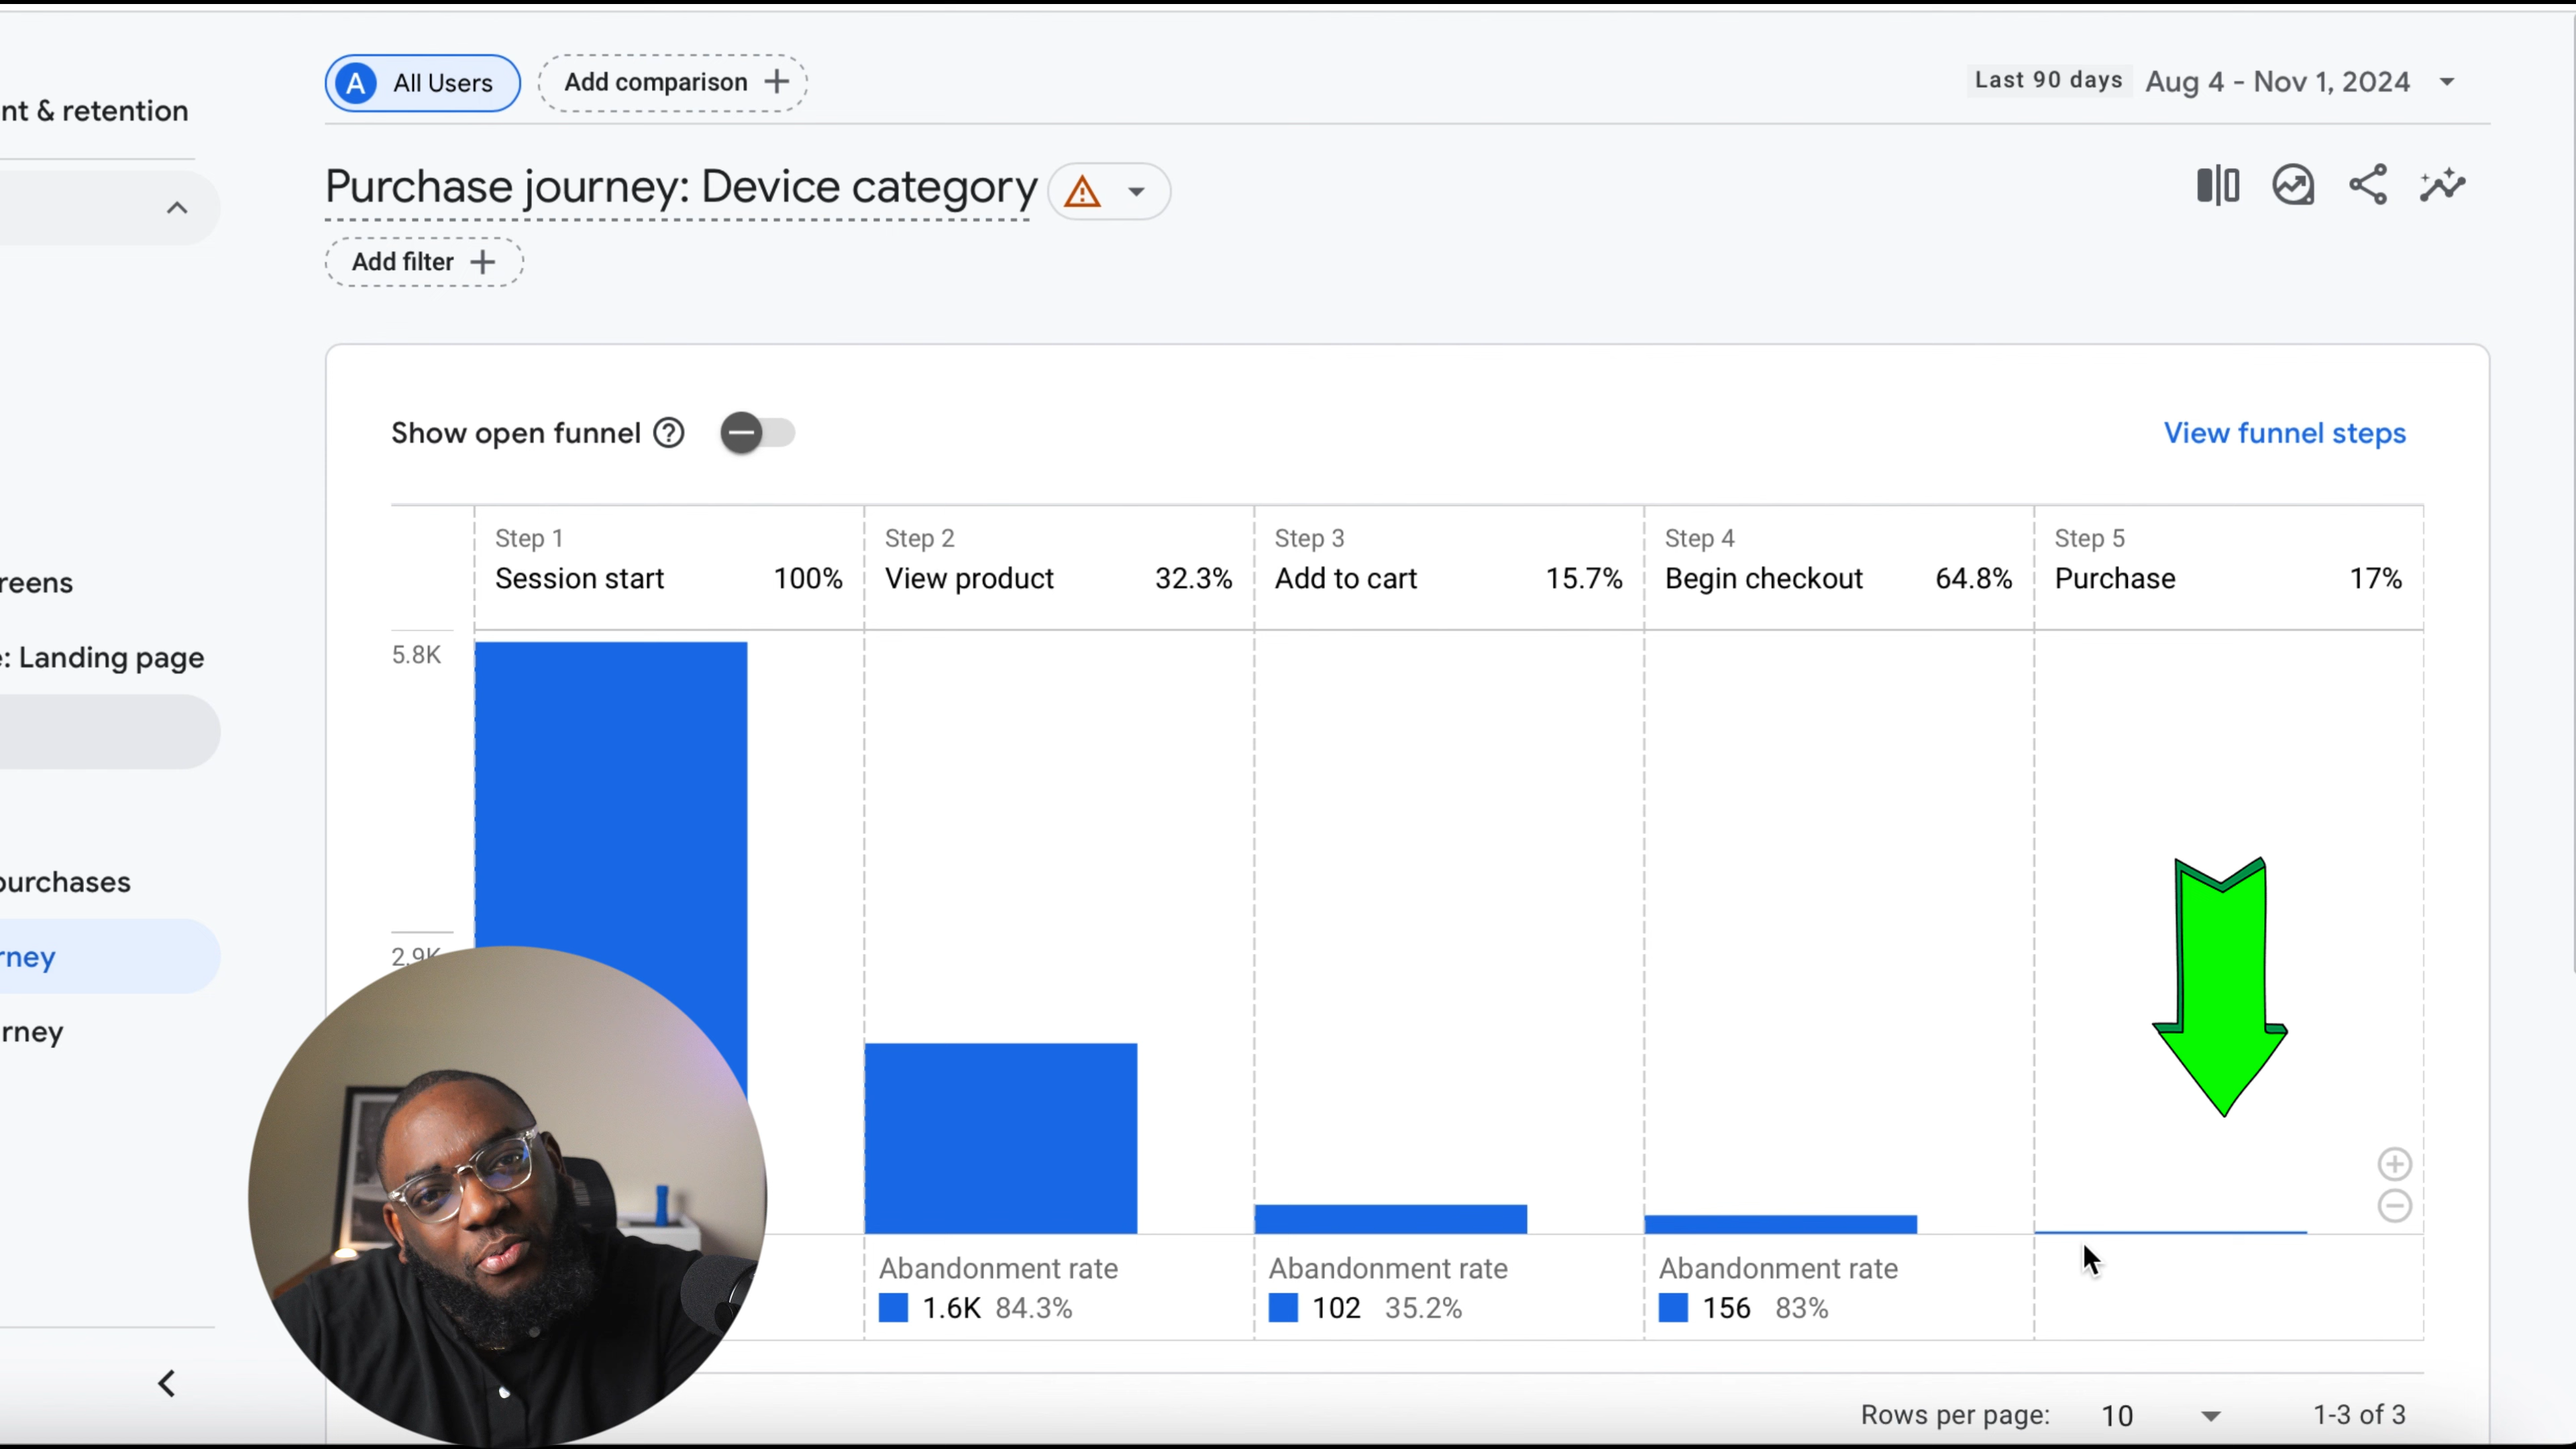 A All Users
Add comparison
Last 90 days Aug 4 - Nov 1, 2024
nt & retention
Purchase journey: Device category
Add filter
Show open funnel
View funnel steps
Step 1
Session start 100%
Step 2
View product 32.3%
Step 3
Add to cart 15.7%
Step 4
Begin checkout 64.8%
Step 5
Purchase 17%
reens
5.8K
: Landing page
ourchases
2.9K
rney
rney
Abandonment rate
1.6K 84.3%
Abandonment rate
102 35.2%
Abandonment rate
156 83%
Rows per page: 10 1-3 of 3